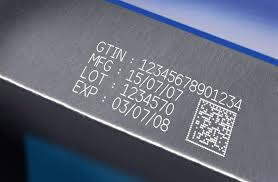 GTIN : 12345678901234
MFG : 15/07/07
LOT : 1234570
EXP : 03/07/08